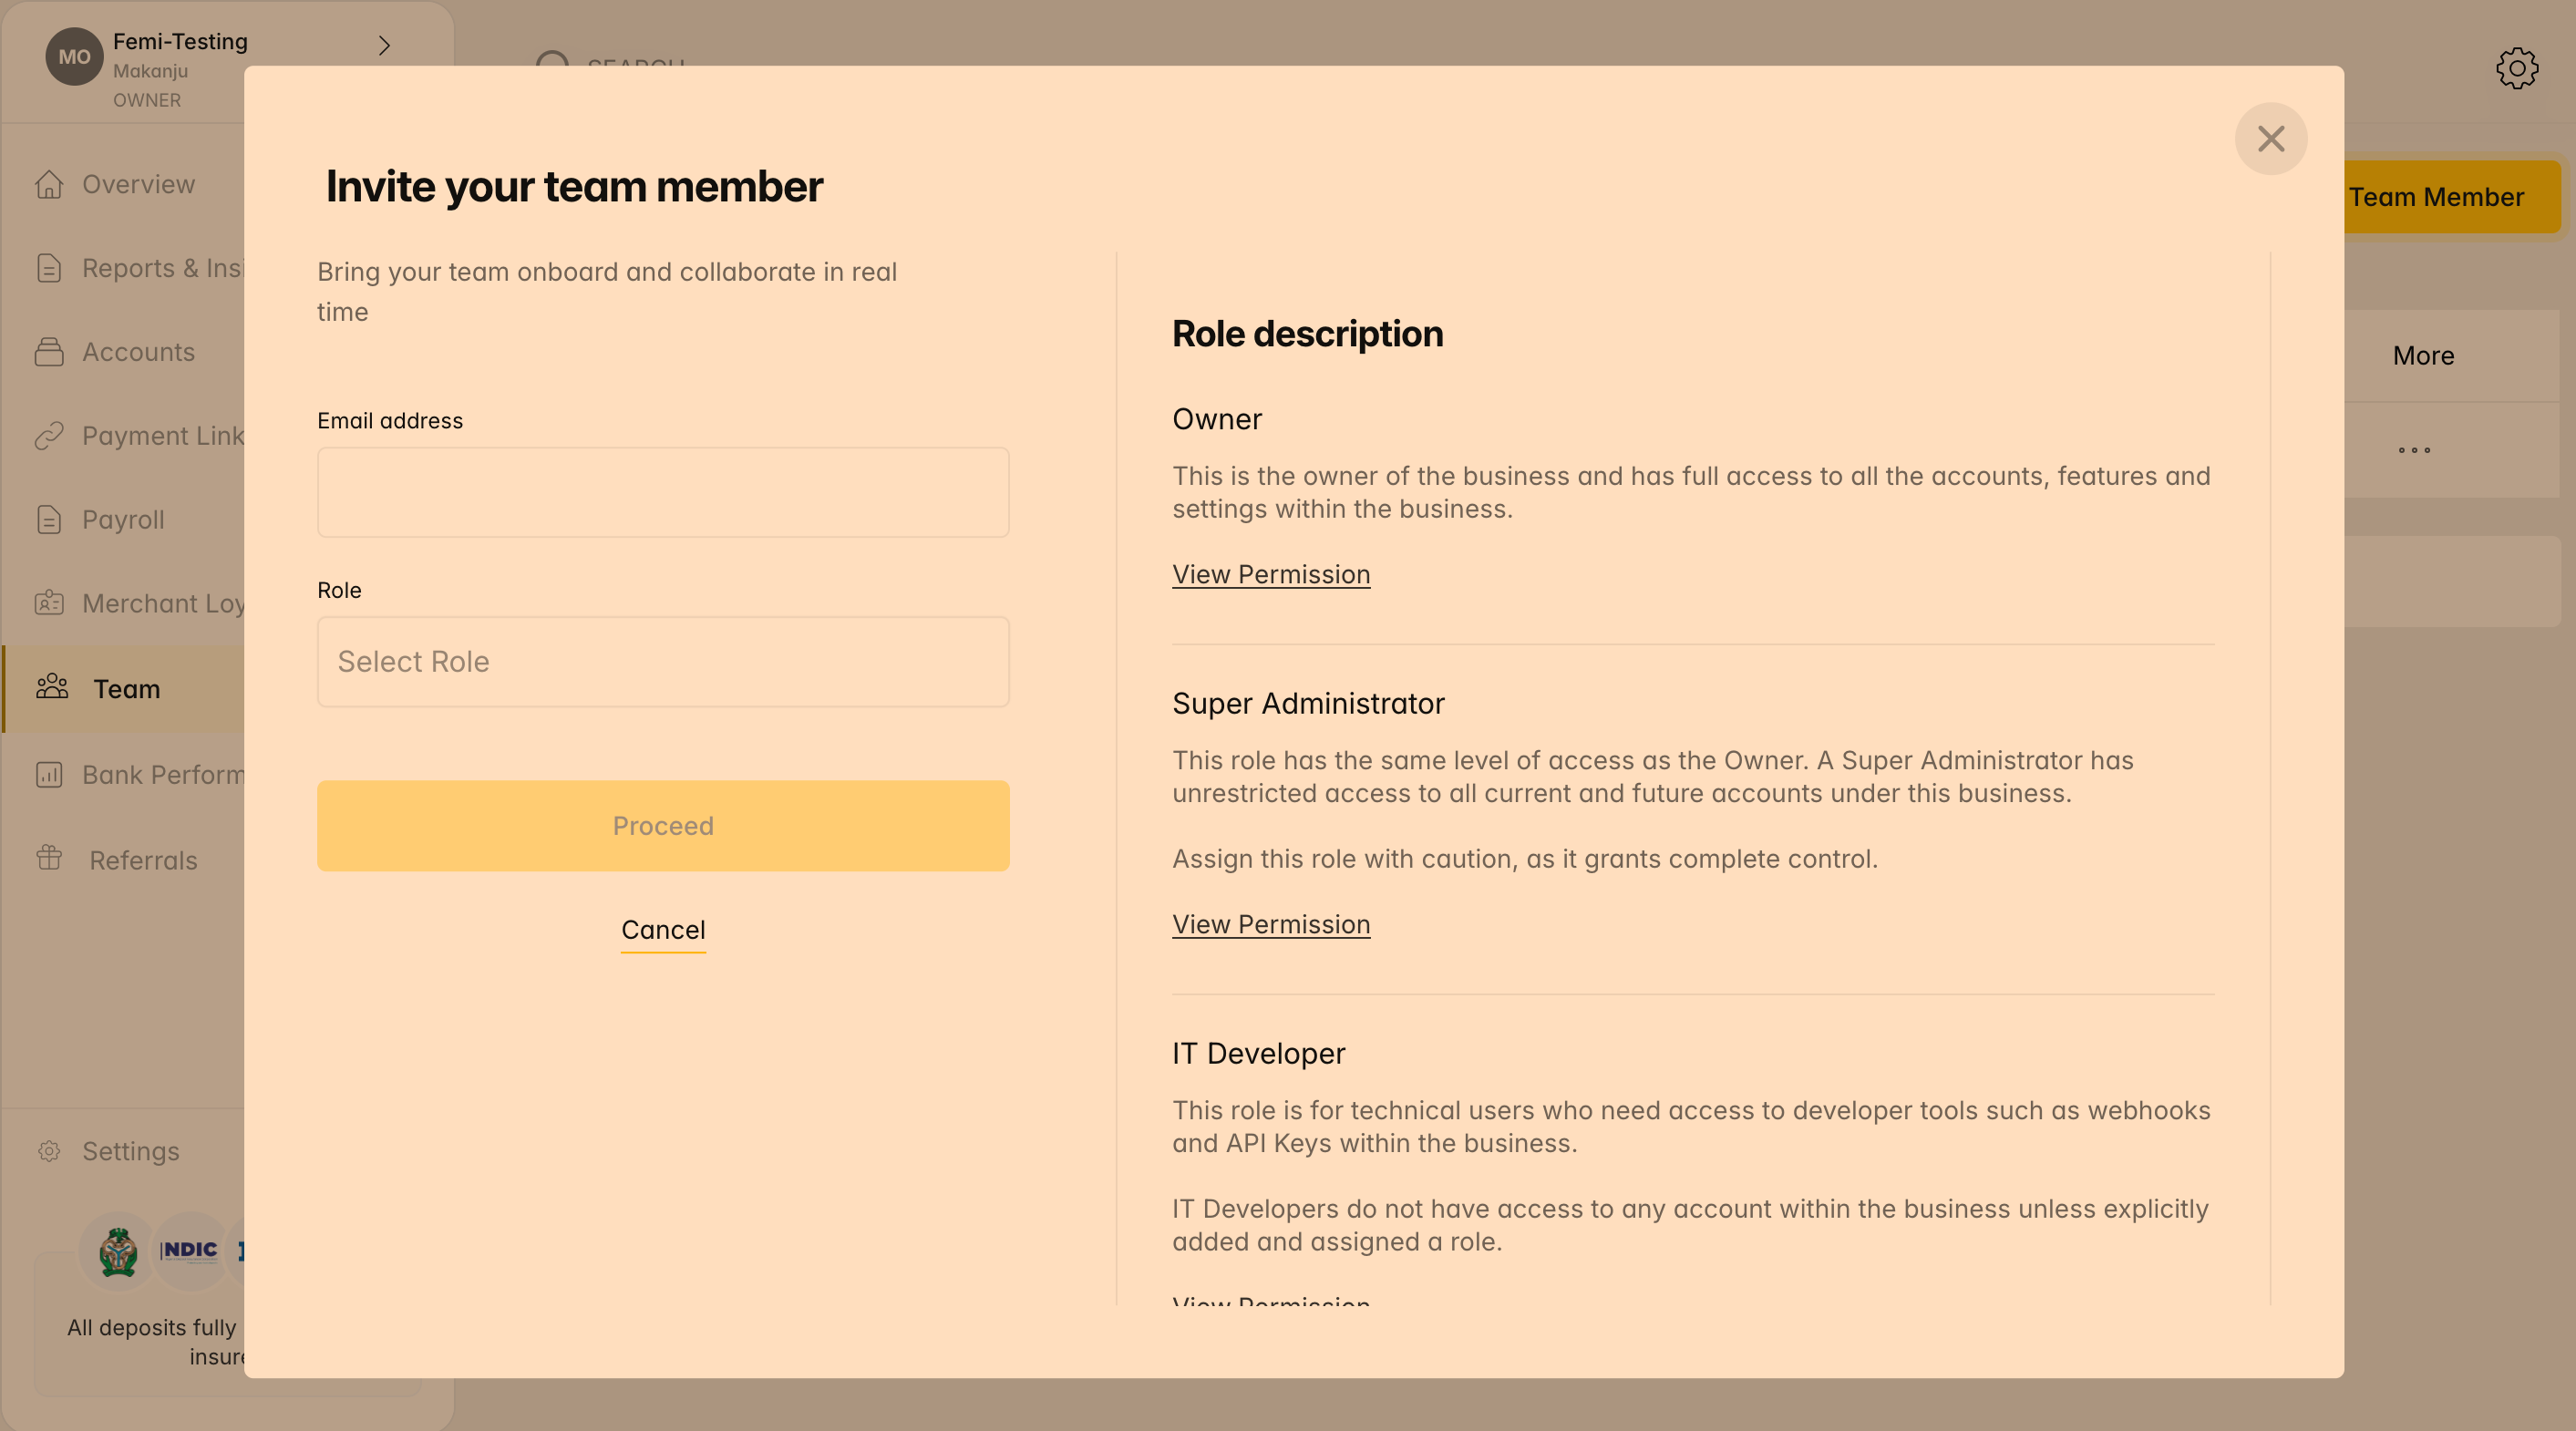 MO
Femi-Testing
Makanju
OWNER
SEARCH
Overview
Reports & Insi
Accounts
Payment Link
Payroll
Merchant Loy
Team
Bank Perform
Referrals
Settings
NDIC
All deposits fully
insure
Team Member
More
Invite your team member
Bring your team onboard and collaborate in real
time
Email address
Role
Select Role
Proceed
Cancel
Role description
Owner
This is the owner of the business and has full access to all the accounts, features and
settings within the business.
View Permission
Super Administrator
This role has the same level of access as the Owner. A Super Administrator has
unrestricted access to all current and future accounts under this business.
Assign this role with caution, as it grants complete control.
View Permission
IT Developer
This role is for technical users who need access to developer tools such as webhooks
and API Keys within the business.
IT Developers do not have access to any account within the business unless explicitly
added and assigned a role.
View Permission